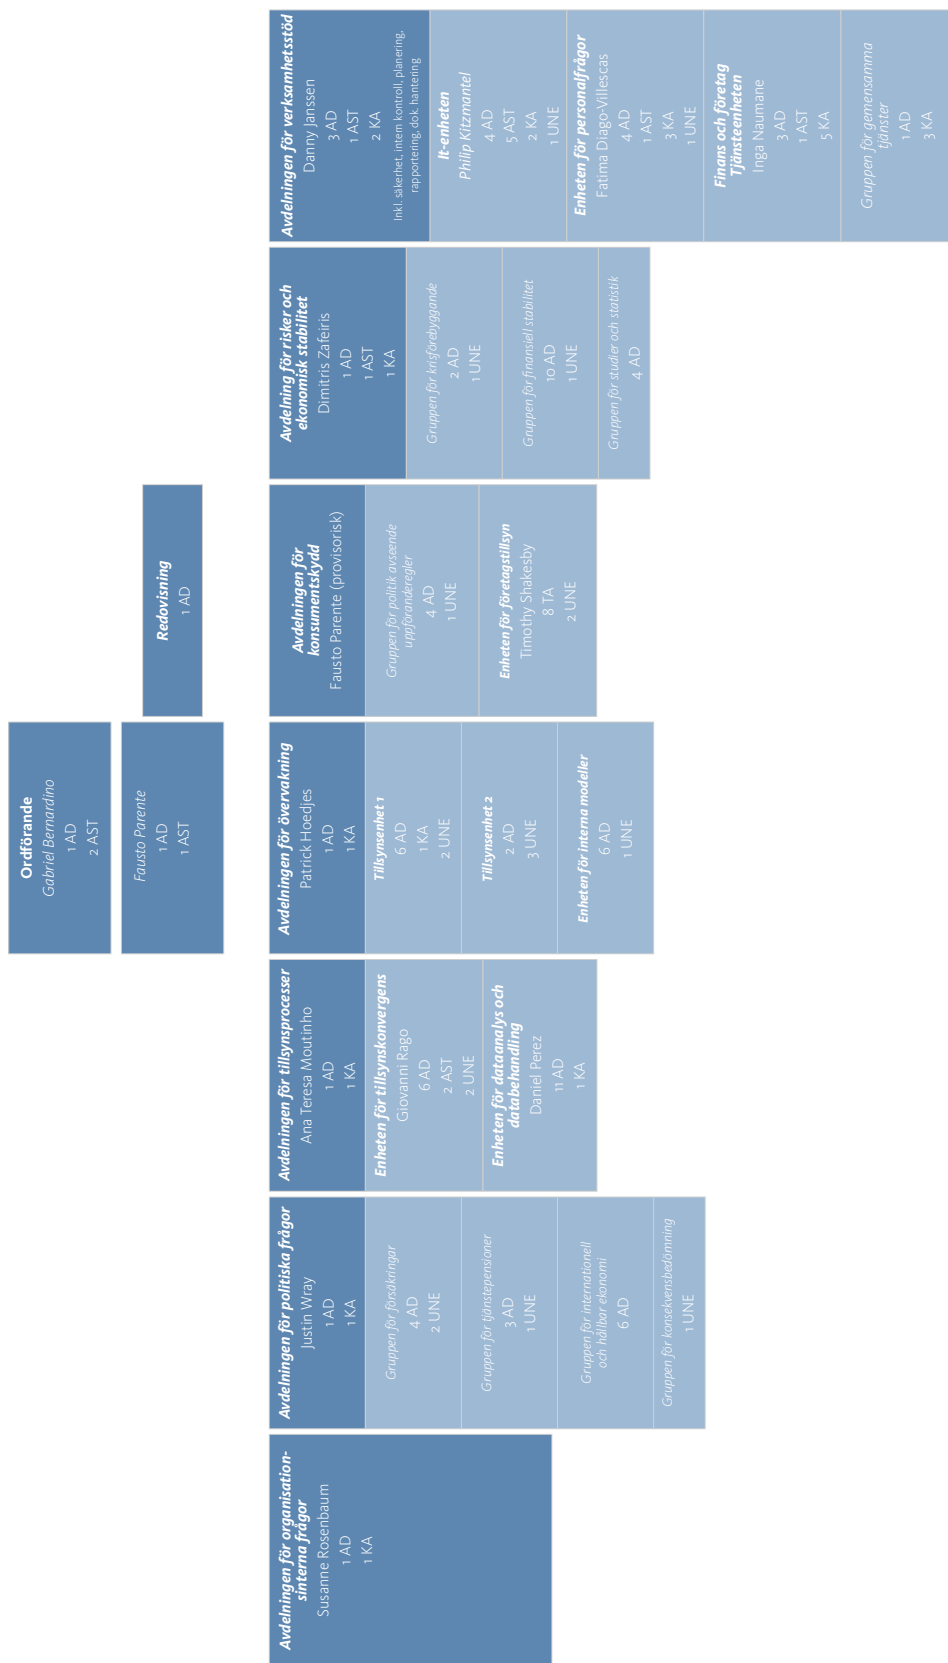 Ordförande
Gabriel Bernardino
1 AD
2 AST
Fausto Parente
1 AD
1 AST
Redovisning
1 AD
Avdelningen för organisation-
sinterna frågor
Susanne Rosenbaum
1 AD
1 KA
Avdelningen för politiska frågor
Justin Wray
1 AD
1 KA
Gruppen för försäkringar
4 AD
2 UNE
Gruppen för tjänstepensioner
3 AD
1 UNE
Gruppen för internationell
och hållbar ekonomi
6 AD
Gruppen för konsekvensbedömning
1 UNE
Avdelningen för tillsynsprocesser
Ana Teresa Moutinho
1 AD
1 KA
Enheten för tillsynskonvergens
Giovanni Rago
6 AD
2 AST
2 UNE
Enheten för dataanalys och
databehandling
Daniel Perez
11 AD
1 KA
Avdelningen för övervakning
Patrick Hoedjes
1 AD
1 KA
Tillsynsenhet 1
6 AD
1 KA
2 UNE
Tillsynsenhet 2
2 AD
3 UNE
Enheten för interna modeller
6 AD
1 UNE
Avdelningen för
konsumentskydd
Fausto Parente (provisorisk)
Gruppen för politik avseende
uppföranderegler
4 AD
1 UNE
Enheten för företagstillsyn
Timothy Shakesby
8 TA
2 UNE
Avdelning för risker och
ekonomisk stabilitet
Dimitris Zafeiris
1 AD
1 AST
1 KA
Gruppen för krisförebyggande
2 AD
1 UNE
Gruppen för finansiell stabilitet
10 AD
1 UNE
Gruppen för studier och statistik
4 AD
Avdelningen för verksamhetsstöd
Danny Janssen
3 AD
1 AST
2 KA
Inkl. säkerhet, intem kontroll, planering,
rapportering, dok. hantering
It-enheten
Philip Kitzmantel
4 AD
5 AST
2 KA
1 UNE
Enheten för personalfrågor
Fatima Diago-Villescas
4 AD
1 AST
3 KA
1 UNE
Finans och företag
Tjänsteenheten
Inga Naumane
3 AD
1 AST
5 KA
Gruppen för gemensamma
tjänster
1 AD
3 KA